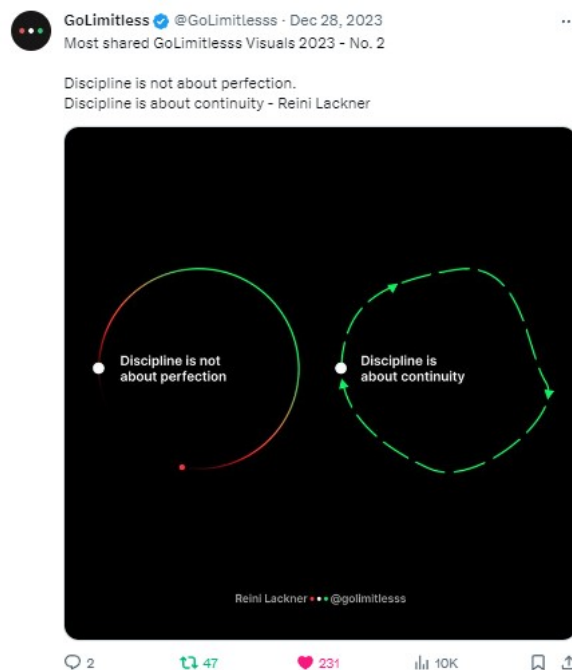 GoLimitless @GoLimitlesss · Dec 28, 2023
Most shared GoLimitlesss Visuals 2023 - No. 2
Discipline is not about perfection.
Discipline is about continuity - Reini Lackner
Discipline is not
about perfection
Discipline is
about continuity
Reini Lackner @golimitlesss
2 47 231 10K